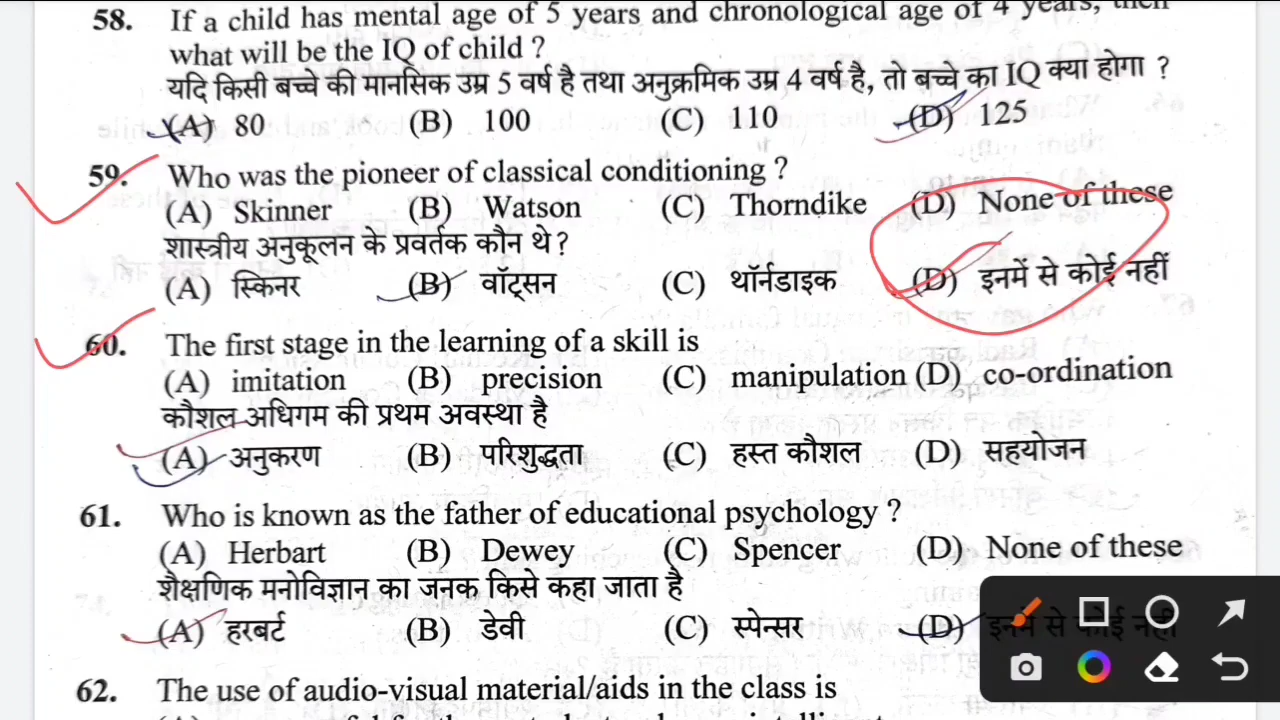 58. If a child has mental age of 5 years and chronological age of 4 years, then
what will be the IQ of child ?
यदि किसी बच्चे की मानसिक उम्र 5 वर्ष है तथा अनुक्रमिक उम्र 4 वर्ष है, तो बच्चे का IQ क्या होगा ?
(A) 80 (B) 100 (C) 110 (D) 125
59. Who was the pioneer of classical conditioning ?
(A) Skinner (B) Watson (C) Thorndike (D) None of these
शास्त्रीय अनुकूलन के प्रवर्तक कौन थे ?
(A) स्किनर (B) वॉट्सन (C) थॉर्नडाइक (D) इनमें से कोई नहीं
60. The first stage in the learning of a skill is
(A) imitation (B) precision (C) manipulation (D) co-ordination
कौशल अधिगम की प्रथम अवस्था है
(A) अनुकरण (B) परिशुद्धता (C) हस्त कौशल (D) सहयोजन
61. Who is known as the father of educational psychology ?
(A) Herbart (B) Dewey (C) Spencer (D) None of these
शैक्षणिक मनोविज्ञान का जनक किसे कहा जाता है
(A) हरबर्ट (B) डेवी (C) स्पेन्सर (D) इनमें से कोई नहीं
62. The use of audio-visual material/aids in the class is